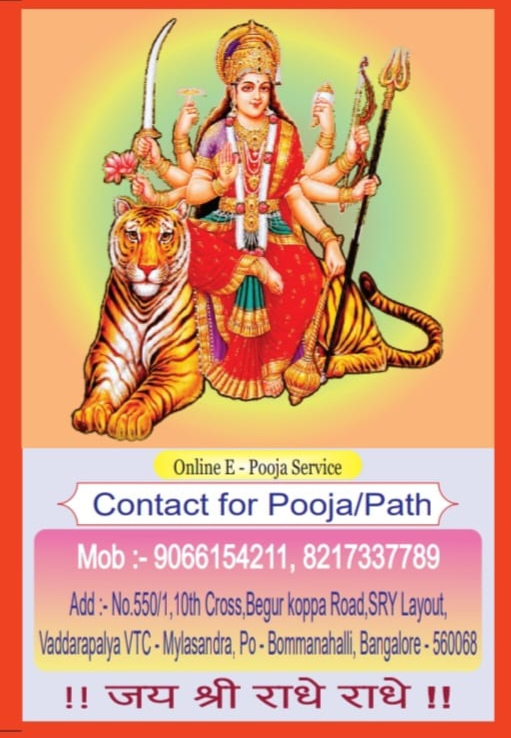 Online E - Pooja Service
Contact for Pooja/Path
Mob :- 9066154211, 8217337789
Add :- No.550/1,10th Cross,Begur koppa Road,SRY Layout,
Vaddarapalya VTC - Mylasandra, Po - Bommanahalli, Bangalore - 560068
!! जय श्री राधे राधे !!